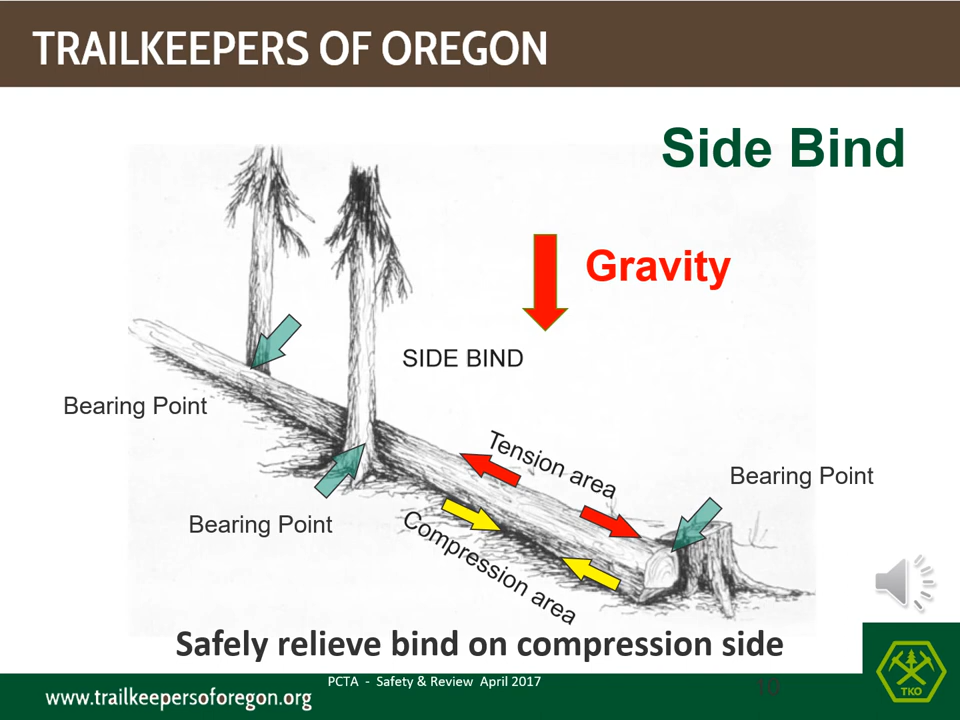 TRAILKEEPERS OF OREGON
Side Bind
Gravity
SIDE BIND
Bearing Point
Tension area
Bearing Point
Bearing Point
Compression area
Safely relieve bind on compression side
PCTA - Safety & Review April 2017
10
www.trailkeepersoforegon.org
TKO